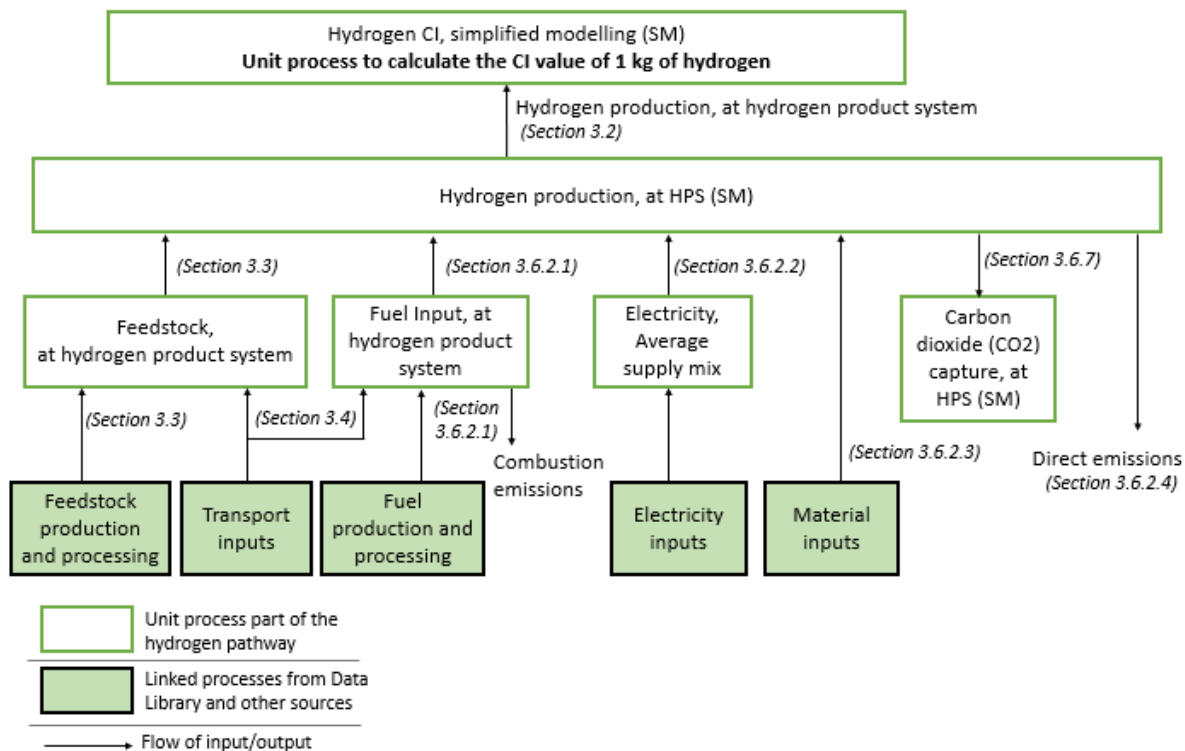 Hydrogen CI, simplified modelling (SM)
Unit process to calculate the CI value of 1 kg of hydrogen
Hydrogen production, at hydrogen product system
(Section 3.2)
Hydrogen production, at HPS (SM)
(Section 3.3)
(Section 3.6.2.1)
(Section 3.6.2.2)
(Section 3.6.7)
Feedstock,
at hydrogen product system
Fuel Input, at
hydrogen product
system
Electricity,
Average
supply mix
Carbon
dioxide (CO2)
capture, at
HPS (SM)
(Section 3.3)
(Section 3.4)
(Section
3.6.2.1)
Combustion
emissions
(Section 3.6.2.3)
Direct emissions
(Section 3.6.2.4)
Feedstock
production
and processing
Transport
inputs
Fuel
production and
processing
Electricity
inputs
Material
inputs
Unit process part of the
hydrogen pathway
Linked processes from Data
Library and other sources
Flow of input/output